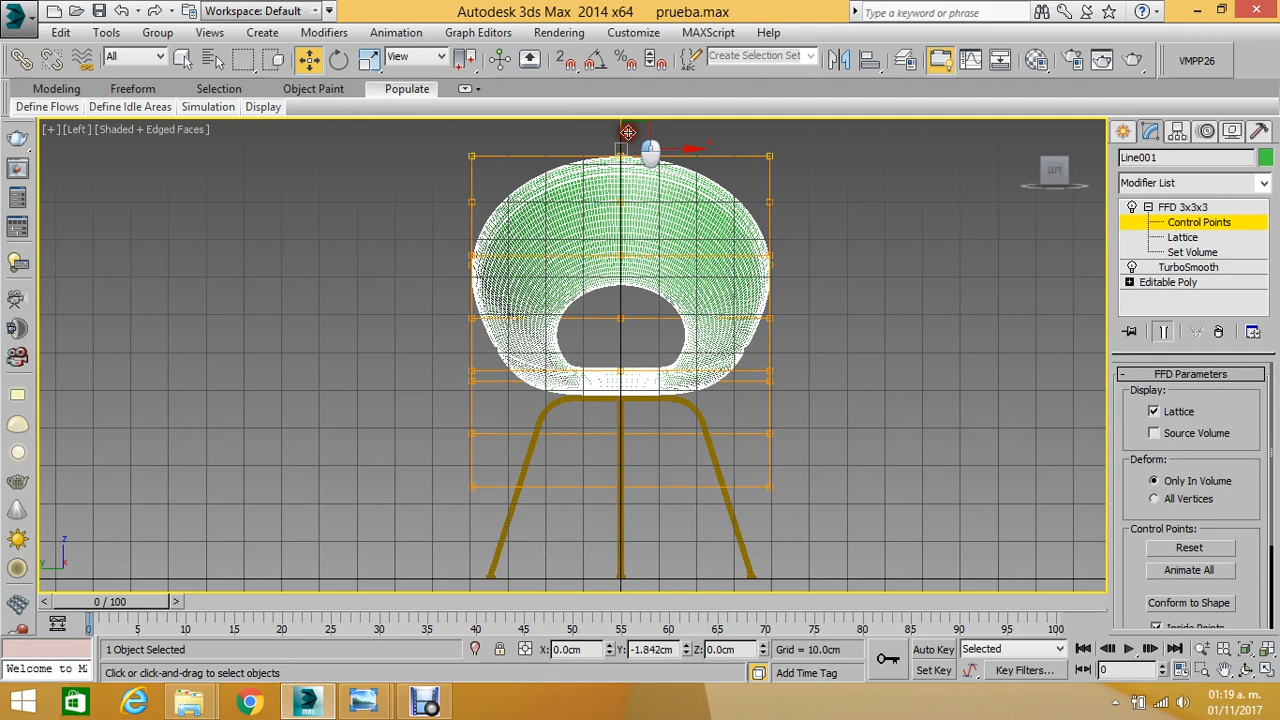 Workspace: Default
Autodesk 3ds Max 2014 x64 prueba.max
Type a keyword or phrase
Edit Tools Group Views Create Modifiers Animation Graph Editors Rendering Customize MAXScript Help
All View Create Selection Set VMPP26
Modeling Freeform Selection Object Paint Populate
Define Flows Define Idle Areas Simulation Display
[+] [Left] [Shaded + Edged Faces ]
LEFT
x
z
y x
Line001
Modifier List
FFD 3x3x3
Control Points
Lattice
Set Volume
TurboSmooth
Editable Poly
FFD Parameters
Display:
Lattice
Source Volume
Deform:
Only In Volume
All Vertices
Control Points:
Reset
Animate All
Conform to Shape
Inside Points
< 0 / 100 >
0 5 10 15 20 25 30 35 40 45 50 55 60 65 70 75 80 85 90 95 100
1 Object Selected X: 0.0cm Y: -1.842cm Z: 0.0cm Grid = 10.0cm Auto Key Selected
Welcome to M Click or click-and-drag to select objects Add Time Tag Set Key Key Filters... 0
01:19 a. m.
01/11/2017